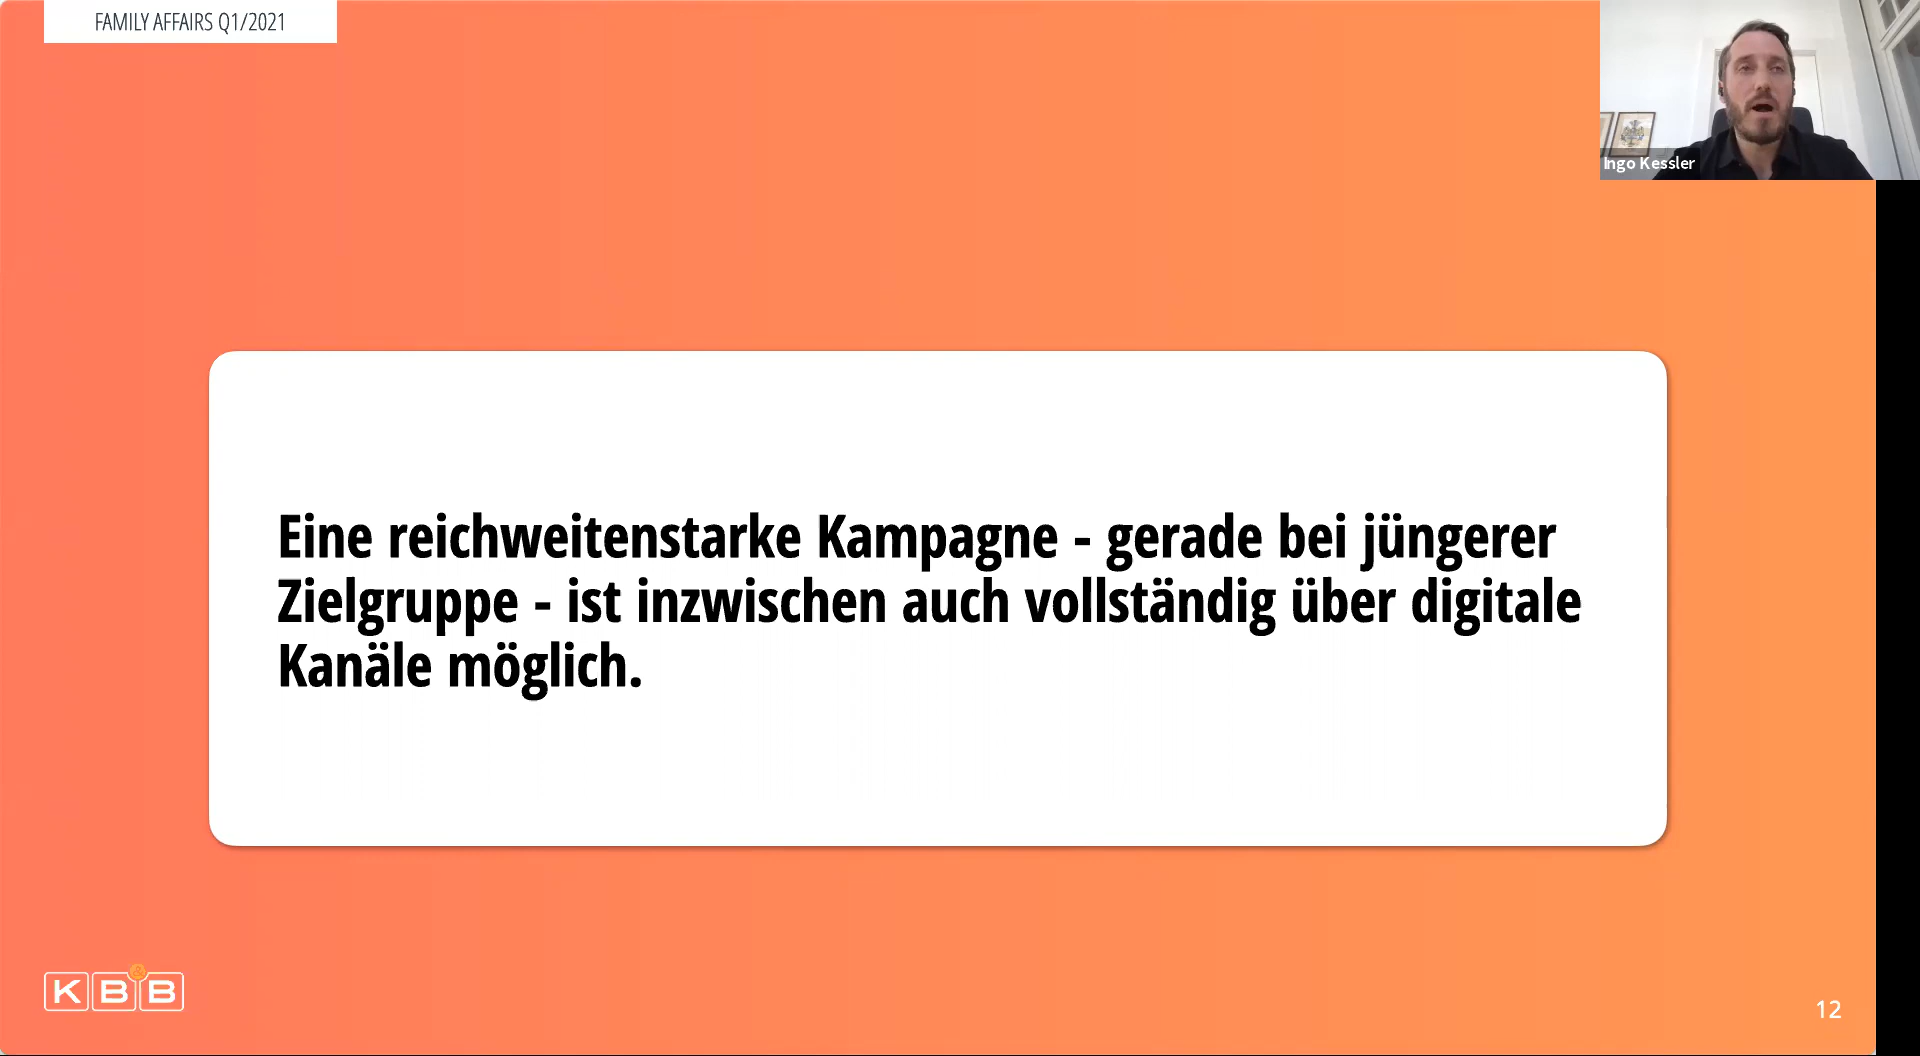 FAMILY AFFAIRS Q1/2021
Ingo Kessler
Eine reichweitenstarke Kampagne - gerade bei jüngerer
Zielgruppe - ist inzwischen auch vollständig über digitale
Kanäle möglich.
KB&B
12